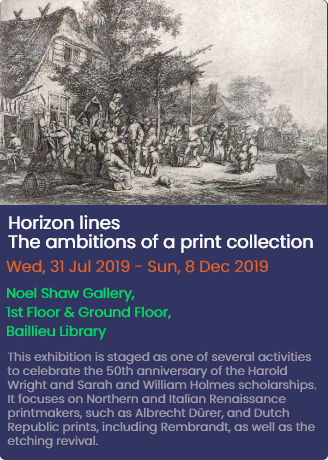 Horizon lines
The ambitions of a print collection
Wed, 31 Jul 2019 - Sun, 8 Dec 2019
Noel Shaw Gallery,
1st Floor & Ground Floor,
Baillieu Library
This exhibition is staged as one of several activities
to celebrate the 50th anniversary of the Harold
Wright and Sarah and William Holmes scholarships.
It focuses on Northern and Italian Renaissance
printmakers, such as Albrecht Dürer, and Dutch
Republic prints, including Rembrandt, as well as the
etching revival.